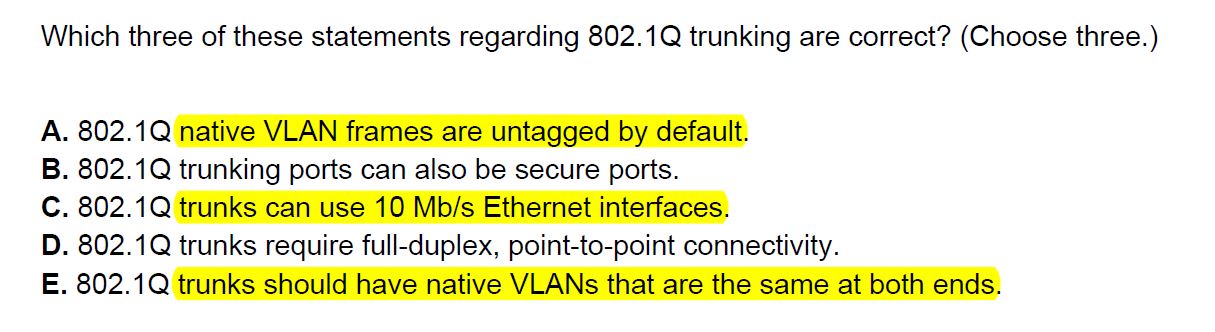 Which three of these statements regarding 802.1Q trunking are correct? (Choose three.)
A. 802.1Q native VLAN frames are untagged by default.
B. 802.1Q trunking ports can also be secure ports.
C. 802.1Q trunks can use 10 Mb/s Ethernet interfaces.
D. 802.1Q trunks require full-duplex, point-to-point connectivity.
E. 802.1Q trunks should have native VLANs that are the same at both ends.